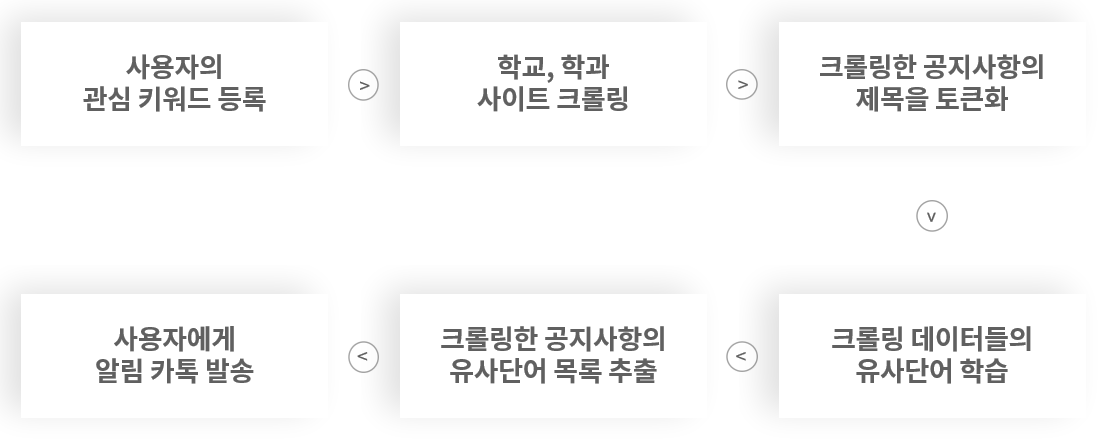 사용자의
관심 키워드 등록
>
학교, 학과
사이트 크롤링
>
크롤링한 공지사항의
제목을 토큰화
v
크롤링 데이터들의
유사단어 학습
<
크롤링한 공지사항의
유사단어 목록 추출
<
사용자에게
알림 카톡 발송